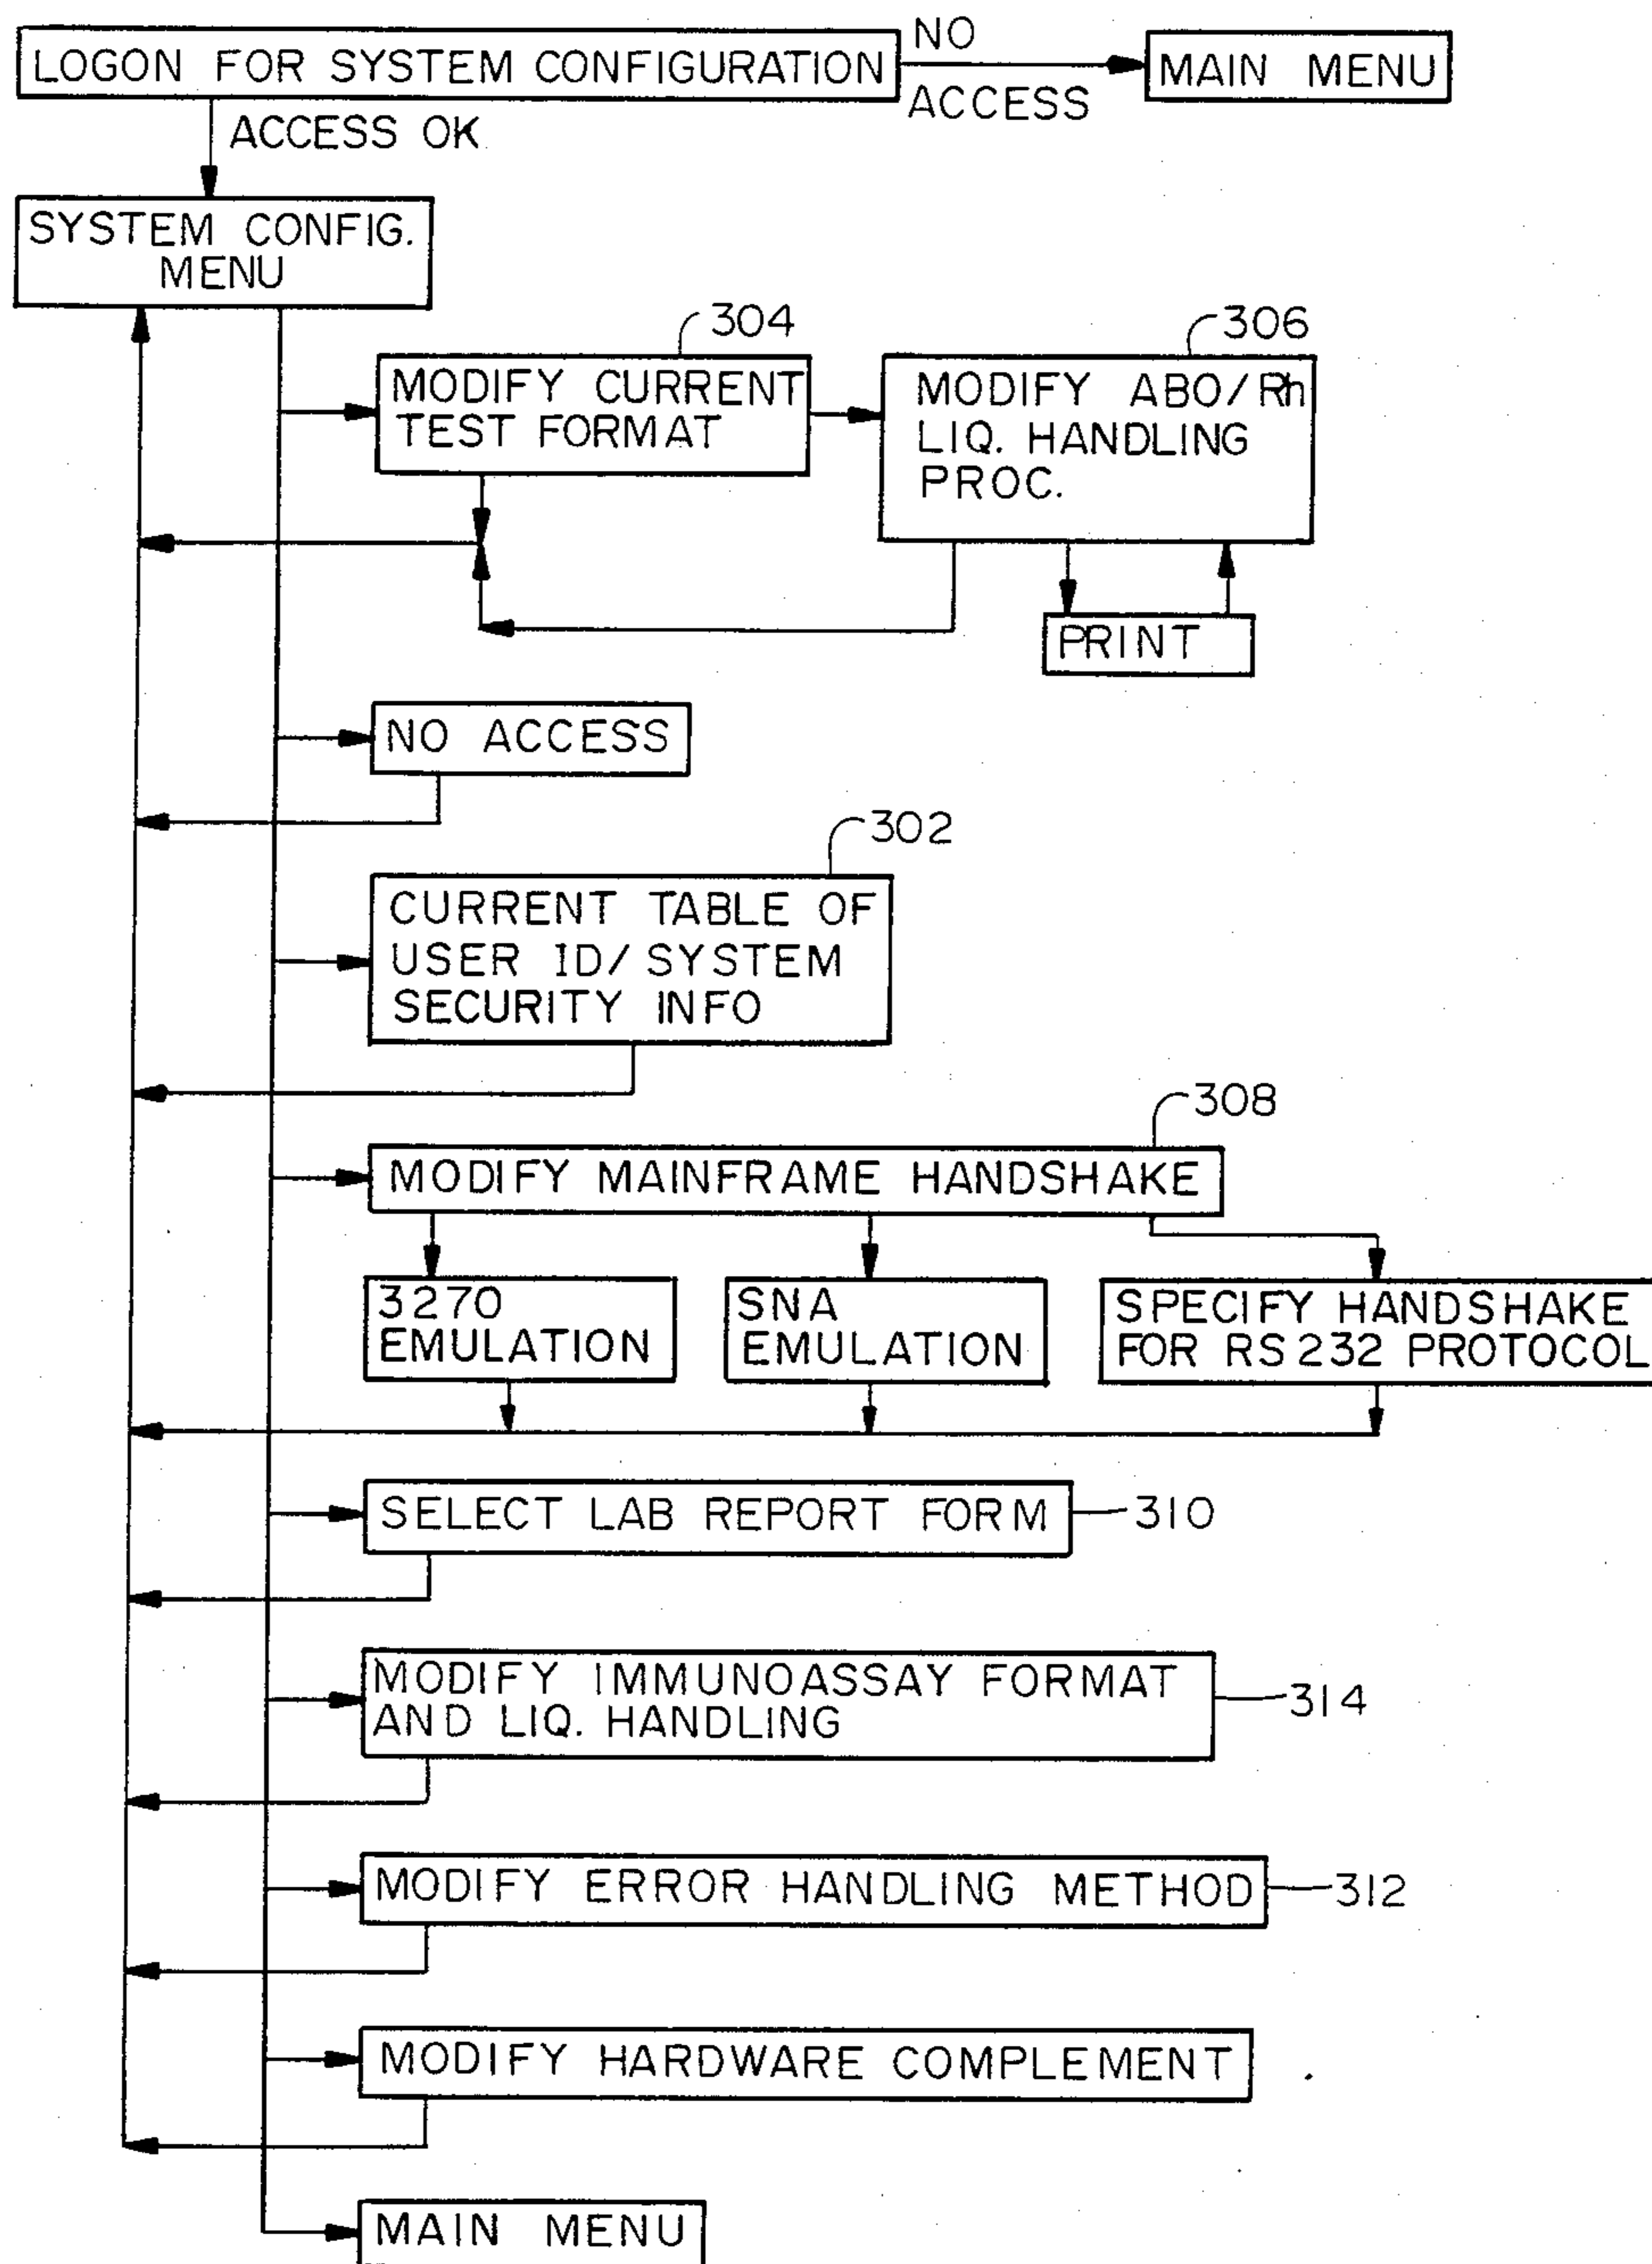 LOGON FOR SYSTEM CONFIGURATION
NO
ACCESS
MAIN MENU
ACCESS OK
SYSTEM CONFIG.
MENU
304
MODIFY CURRENT
TEST FORMAT
306
MODIFY ABO/Rh
LIQ. HANDLING
PROC.
PRINT
NO ACCESS
302
CURRENT TABLE OF
USER ID/SYSTEM
SECURITY INFO
308
MODIFY MAINFRAME HANDSHAKE
3270
EMULATION
SNA
EMULATION
SPECIFY HANDSHAKE
FOR RS232 PROTOCOL
SELECT LAB REPORT FORM
310
MODIFY IMMUNOASSAY FORMAT
AND LIQ. HANDLING
314
MODIFY ERROR HANDLING METHOD
312
MODIFY HARDWARE COMPLEMENT
MAIN MENU